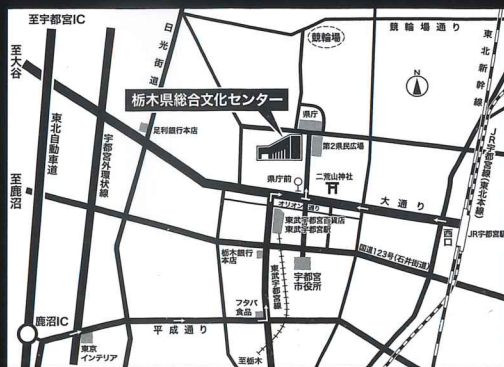 至宇都宮IC
至大谷
日光街道
競輪場通り
競輪場
東北新幹線
N
栃木県総合文化センター
県庁
東北自動車道
宇都宮外環状線
足利銀行本店
第2県民広場
JR宇都宮線(東北本線)
至鹿沼
県庁前
二荒山神社
大通り
オリオン通り
東武宇都宮百貨店
東武宇都宮駅
西口
JR宇都宮駅
国道123号(石井街道)
栃木銀行
本店
東武宇都宮線
宇都宮
市役所
フタバ
食品
鹿沼IC
平成通り
東京
インテリア
至栃木